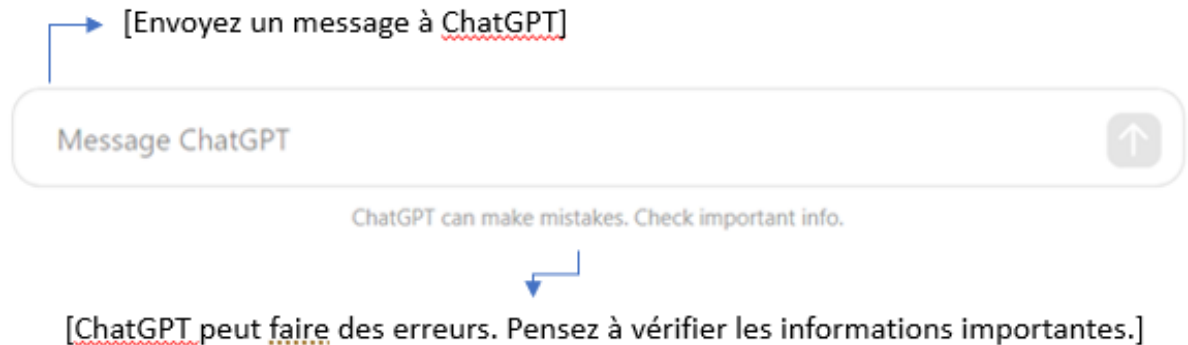 [Envoyez un message à ChatGPT]
Message ChatGPT
ChatGPT can make mistakes. Check important info.
[ChatGPT peut faire des erreurs. Pensez à vérifier les informations importantes.]